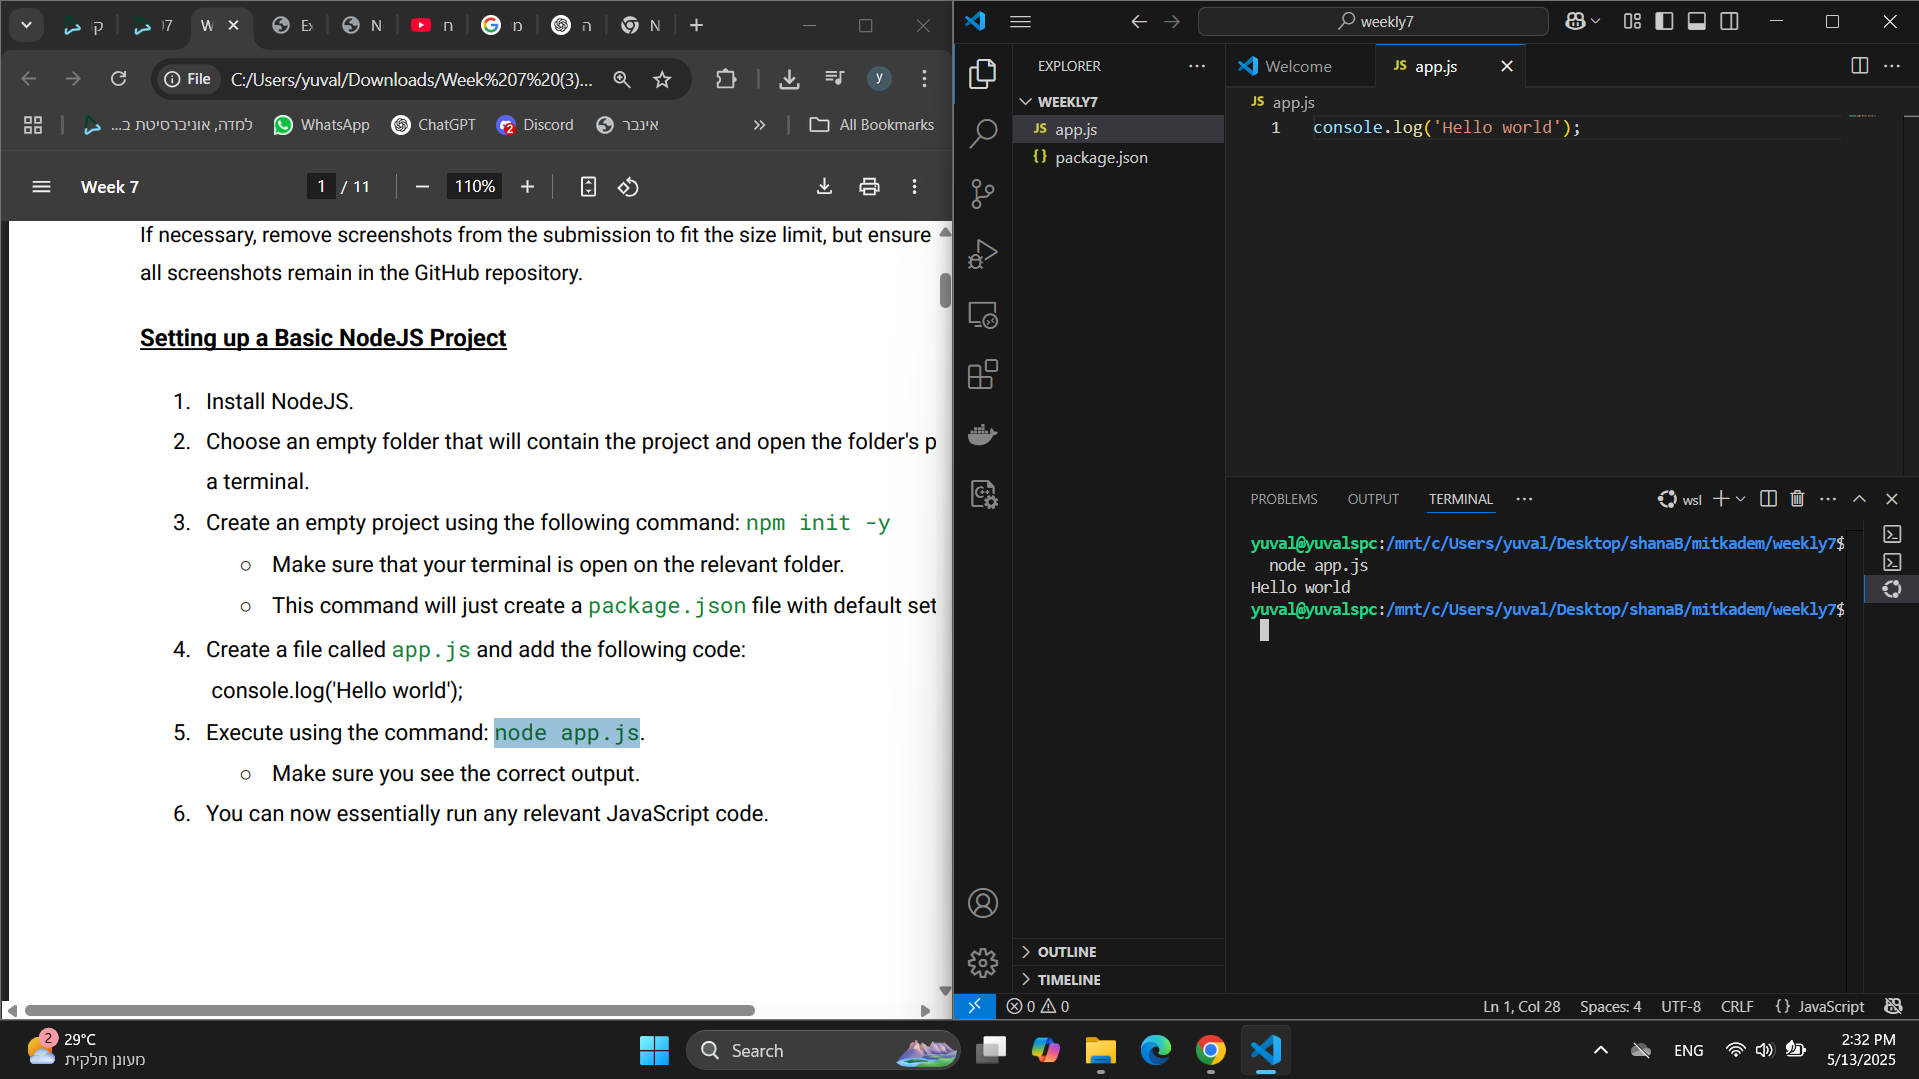 ק
07
W
Ex
N
ח
מ
ה
N
File
C:/Users/yuval/Downloads/Week%207%20(3)...
y
למדה, אוניברסיטת ב...
WhatsApp
ChatGPT
Discord
אינבר
All Bookmarks
Week 7
1 / 11
110%
If necessary, remove screenshots from the submission to fit the size limit, but ensure
all screenshots remain in the GitHub repository.
Setting up a Basic NodeJS Project
1. Install NodeJS.
2. Choose an empty folder that will contain the project and open the folder's p
a terminal.
3. Create an empty project using the following command: npm init -y
○ Make sure that your terminal is open on the relevant folder.
○ This command will just create a package.json file with default set
4. Create a file called app.js and add the following code:
console.log('Hello world');
5. Execute using the command: node app.js.
○ Make sure you see the correct output.
6. You can now essentially run any relevant JavaScript code.
weekly7
EXPLORER
WEEKLY7
JS app.js
{} package.json
OUTLINE
TIMELINE
Welcome
JS app.js
JS app.js
1 console.log('Hello world');
PROBLEMS OUTPUT TERMINAL
wsl
yuval@yuvalspc:/mnt/c/Users/yuval/Desktop/shanaB/mitkadem/weekly7$
node app.js
Hello world
yuval@yuvalspc:/mnt/c/Users/yuval/Desktop/shanaB/mitkadem/weekly7$
0 0
Ln 1, Col 28 Spaces: 4 UTF-8 CRLF {} JavaScript
2
29°C
מעונן חלקית
Search
ENG
2:32 PM
5/13/2025